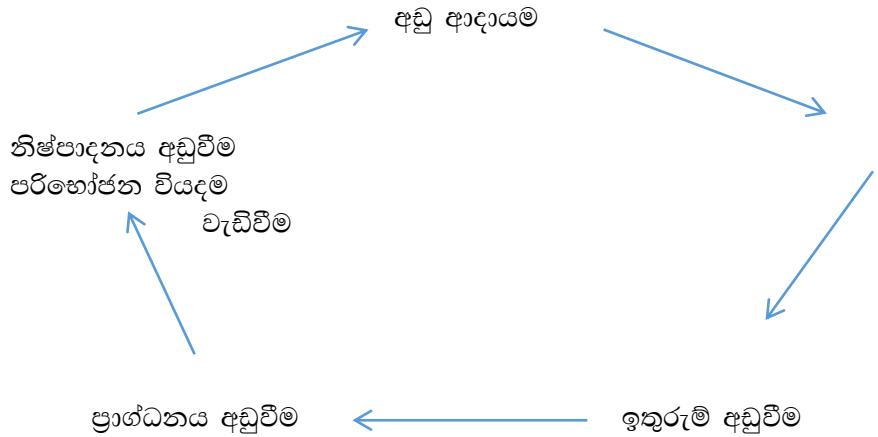 අඩු ආදායම
නිෂ්පාදනය අඩුවීම
පරිභෝජන වියදම
වැඩිවීම
ප්‍රාග්ධනය අඩුවීම
ඉතුරුම් අඩුවීම